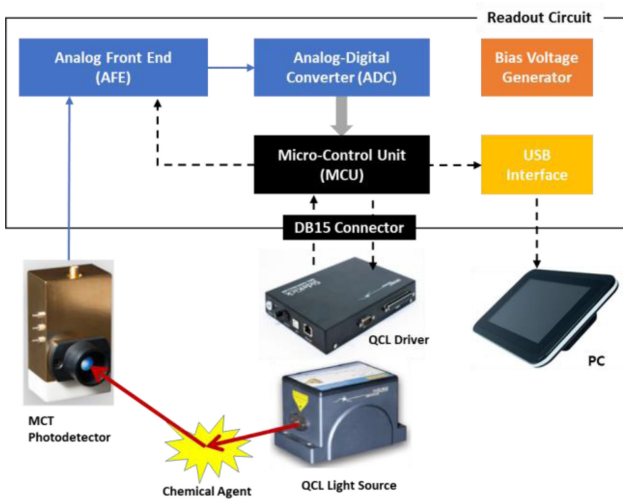 Readout Circuit
Analog Front End
(AFE)
Analog-Digital
Converter (ADC)
Bias Voltage
Generator
Micro-Control Unit
(MCU)
USB
Interface
DB15 Connector
QCL Driver
PC
MCT
Photodetector
Chemical Agent
QCL Light Source